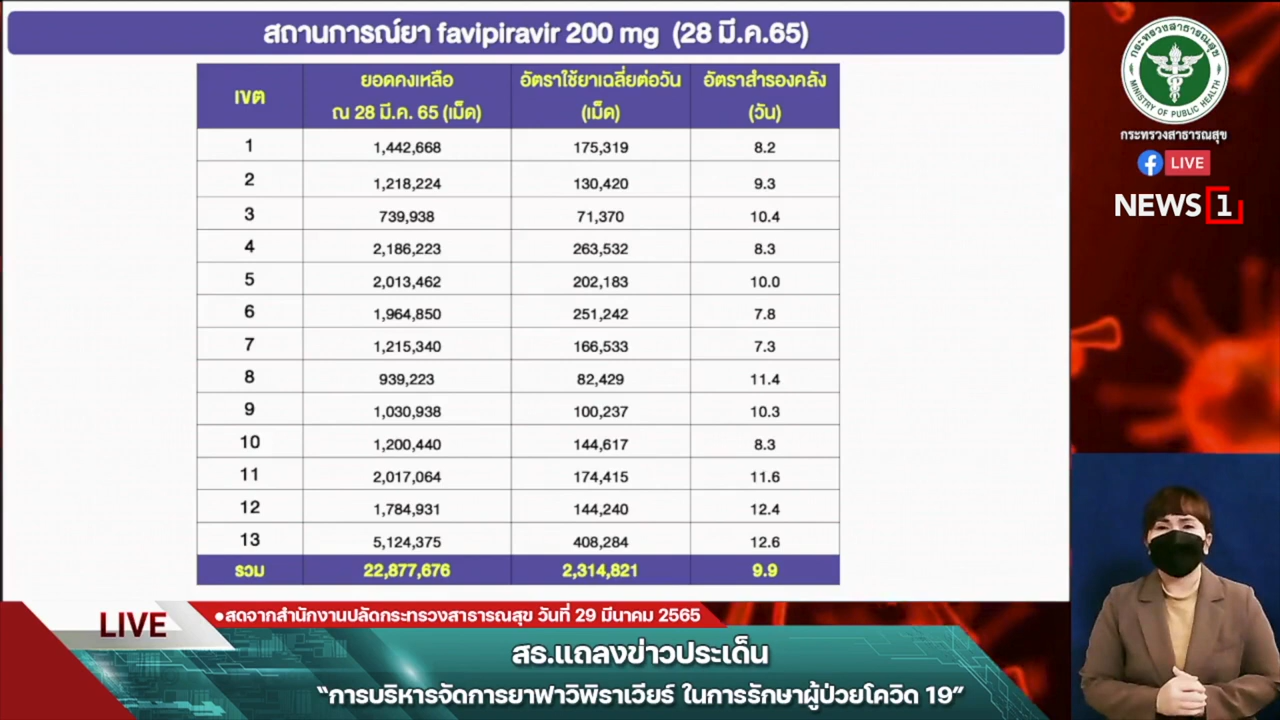 สถานการณ์ยา favipiravir 200 mg (28 มี.ค.65)
เขต ยอดคงเหลือ ณ 28 มี.ค. 65 (เม็ด) อัตราใช้ยาเฉลี่ยต่อวัน (เม็ด) อัตราสำรองคลัง (วัน)
1 1,442,668 175,319 8.2
2 1,218,224 130,420 9.3
3 739,938 71,370 10.4
4 2,186,223 263,532 8.3
5 2,013,462 202,183 10.0
6 1,964,850 251,242 7.8
7 1,215,340 166,533 7.3
8 939,223 82,429 11.4
9 1,030,938 100,237 10.3
10 1,200,440 144,617 8.3
11 2,017,064 174,415 11.6
12 1,784,931 144,240 12.4
13 5,124,375 408,284 12.6
รวม 22,877,676 2,314,821 9.9
กระทรวงสาธารณสุข
MINISTRY OF PUBLIC HEALTH
กระทรวงสาธารณสุข
f LIVE
NEWS 1
LIVE
•สดจากสำนักงานปลัดกระทรวงสาธารณสุข วันที่ 29 มีนาคม 2565
สธ.แถลงข่าวประเด็น
“การบริหารจัดการยาฟาวิพิราเวียร์ ในการรักษาผู้ป่วยโควิด 19”